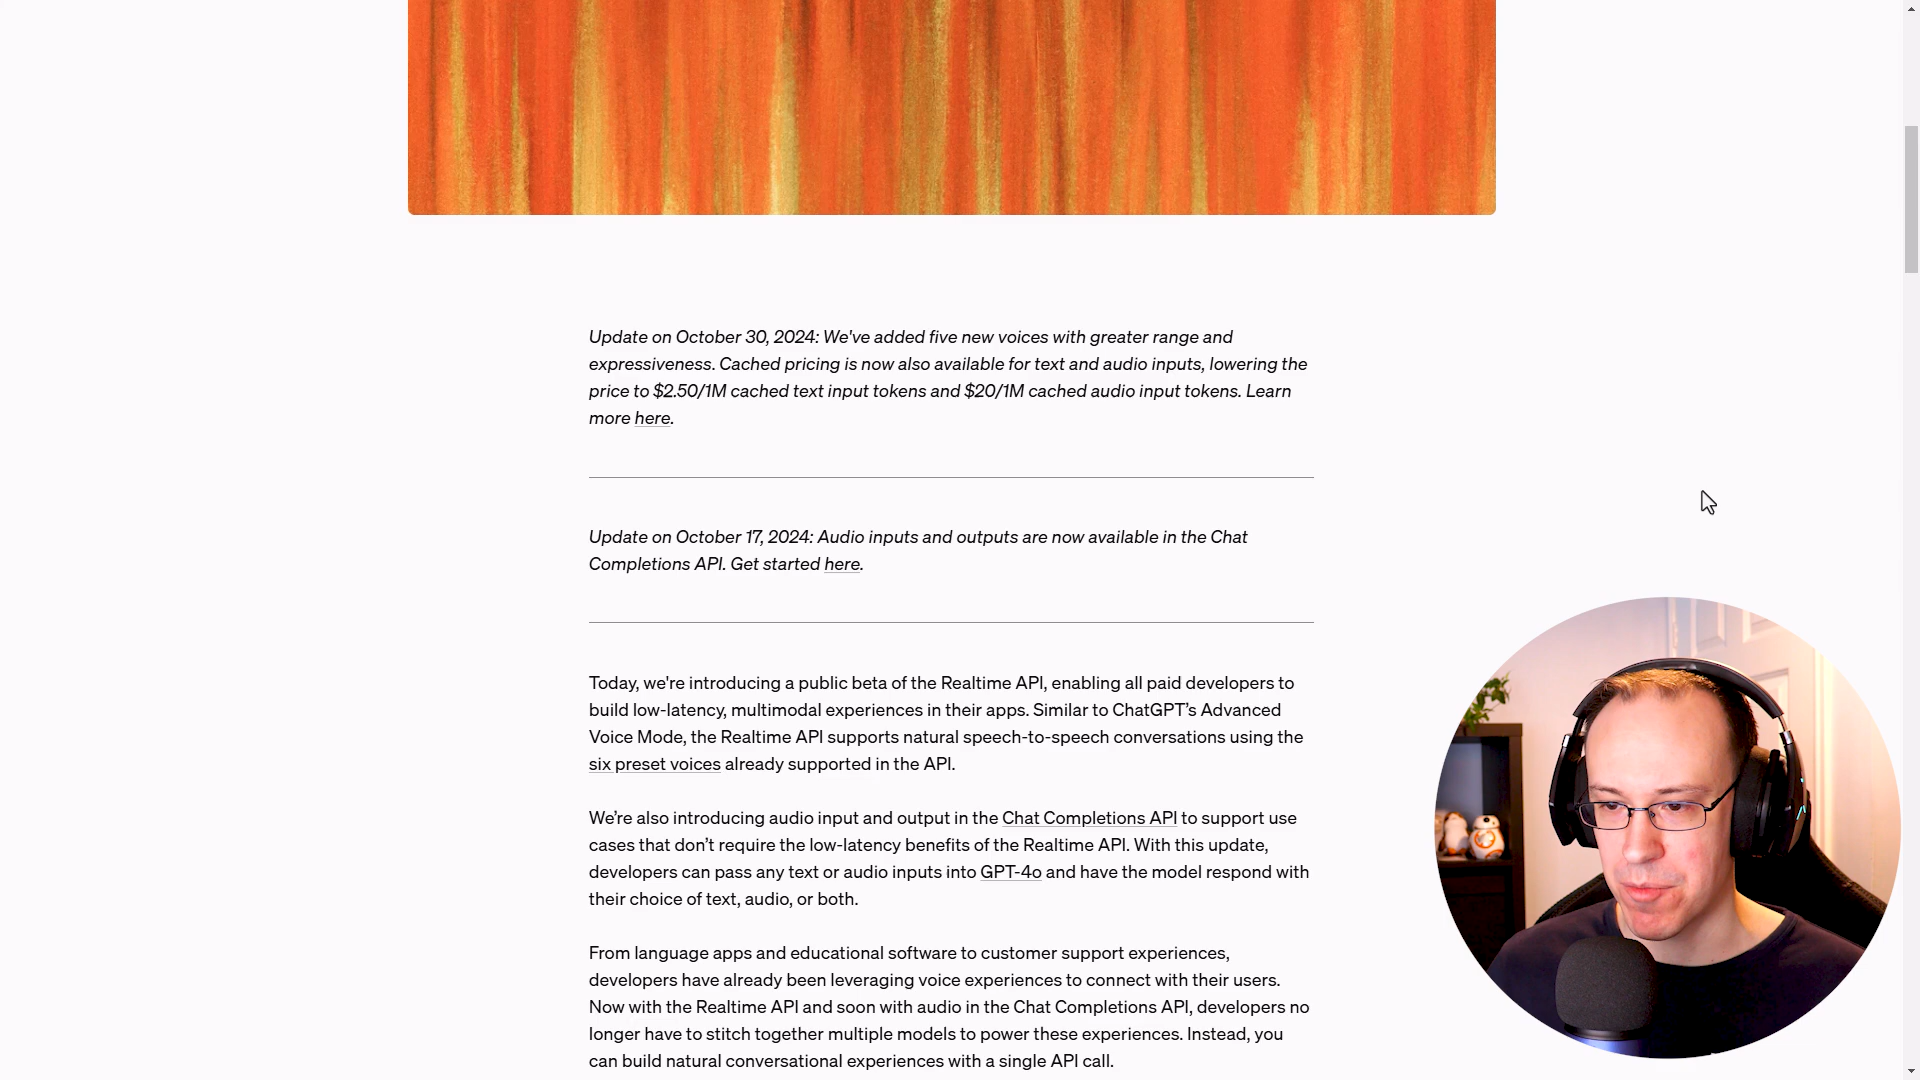 Update on October 30, 2024: We've added five new voices with greater range and
expressiveness. Cached pricing is now also available for text and audio inputs, lowering the
price to $2.50/1M cached text input tokens and $20/1M cached audio input tokens. Learn
more here.
Update on October 17, 2024: Audio inputs and outputs are now available in the Chat
Completions API. Get started here.
Today, we're introducing a public beta of the Realtime API, enabling all paid developers to
build low-latency, multimodal experiences in their apps. Similar to ChatGPT’s Advanced
Voice Mode, the Realtime API supports natural speech-to-speech conversations using the
six preset voices already supported in the API.
We’re also introducing audio input and output in the Chat Completions API to support use
cases that don’t require the low-latency benefits of the Realtime API. With this update,
developers can pass any text or audio inputs into GPT-4o and have the model respond with
their choice of text, audio, or both.
From language apps and educational software to customer support experiences,
developers have already been leveraging voice experiences to connect with their users.
Now with the Realtime API and soon with audio in the Chat Completions API, developers no
longer have to stitch together multiple models to power these experiences. Instead, you
can build natural conversational experiences with a single API call.